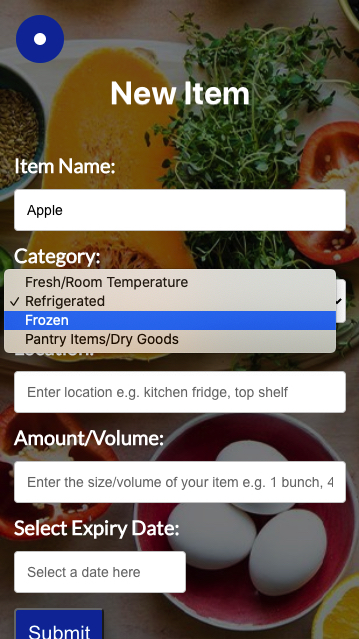 New Item
Item Name:
Apple
Category:
Fresh/Room Temperature
✓ Refrigerated
Frozen
Pantry Items/Dry Goods
Location:
Enter location e.g. kitchen fridge, top shelf
Amount/Volume:
Enter the size/volume of your item e.g. 1 bunch, 4
Select Expiry Date:
Select a date here
Submit